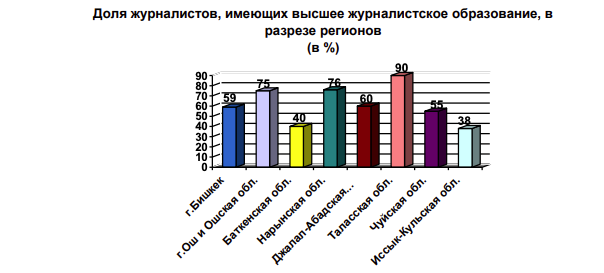 Доля журналистов, имеющих высшее журналистское образование, в
разрезе регионов
(в %)
90
80
70
60
50
40
30
20
10
0
59
75
40
76
60
90
55
38
г.Бишкек
г.Ош и Ошская обл.
Баткенская обл.
Нарынская обл.
Джалал-Абадская...
Таласская обл.
Чуйская обл.
Иссык-Кульская обл.